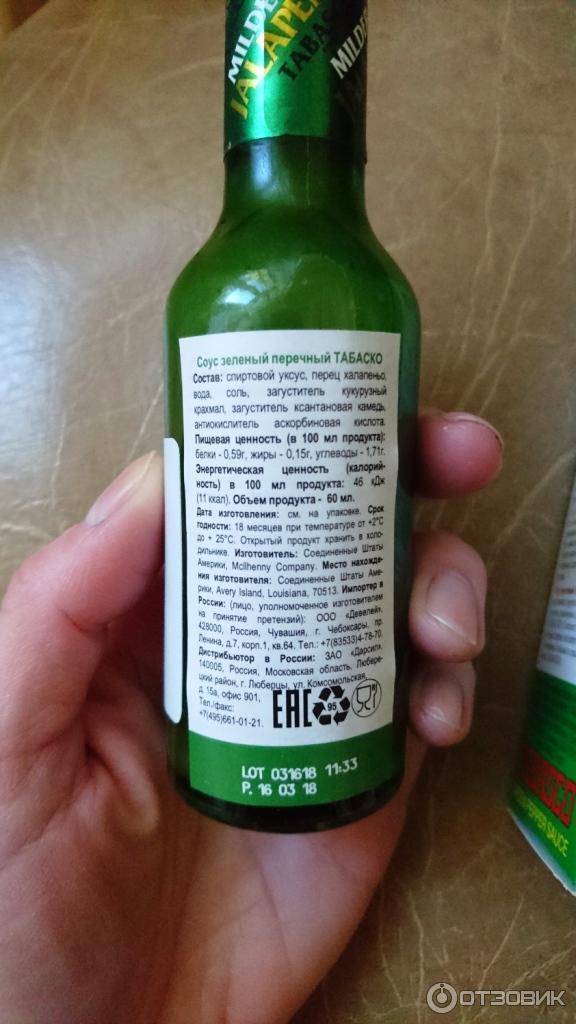 MILDER
JALAPEÑ
TABAS
MILDE
Соус зеленый перечный ТАБАСКО
Состав: спиртовой уксус, перец халапеньо,
вода, соль, загуститель кукурузный
крахмал, загуститель ксантановая камедь,
антиокислитель аскорбиновая кислота.
Пищевая ценность (в 100 мл продукта):
белки - 0,59г, жиры - 0,15г, углеводы - 1,71г.
Энергетическая ценность (калорий-
ность) в 100 мл продукта: 46 кДж
(11 ккал). Объем продукта - 60 мл.
Дата изготовления: см. на упаковке. Срок
годности: 18 месяцев при температуре от +2°C
до + 25°C. Открытый продукт хранить в холо-
дильнике. Изготовитель: Соединенные Штаты
Америки, McIlhenny Company. Место нахожде-
ния изготовителя: Соединенные Штаты Аме-
рики, Avery Island, Louisiana, 70513. Импортер в
России: (лицо, уполномоченное изготовителем
на принятие претензий): ООО «Девелей»,
428000, Россия, Чувашия, г. Чебоксары, пр.
Ленина, д.7, корп.1, кв.64. Тел.: +7(83533)4-78-70.
Дистрибьютор в России: ЗАО «Дарсил»,
140005, Россия, Московская область, Любере-
цкий район, г. Люберцы, ул. Комсомольская,
д. 15а, офис 901,
Тел./факс:
+7(495)661-01-21.
EAC 95
LOT 031618 11:33
P. 16 03 18
PEPPER SAUCE
ОТЗОВИК